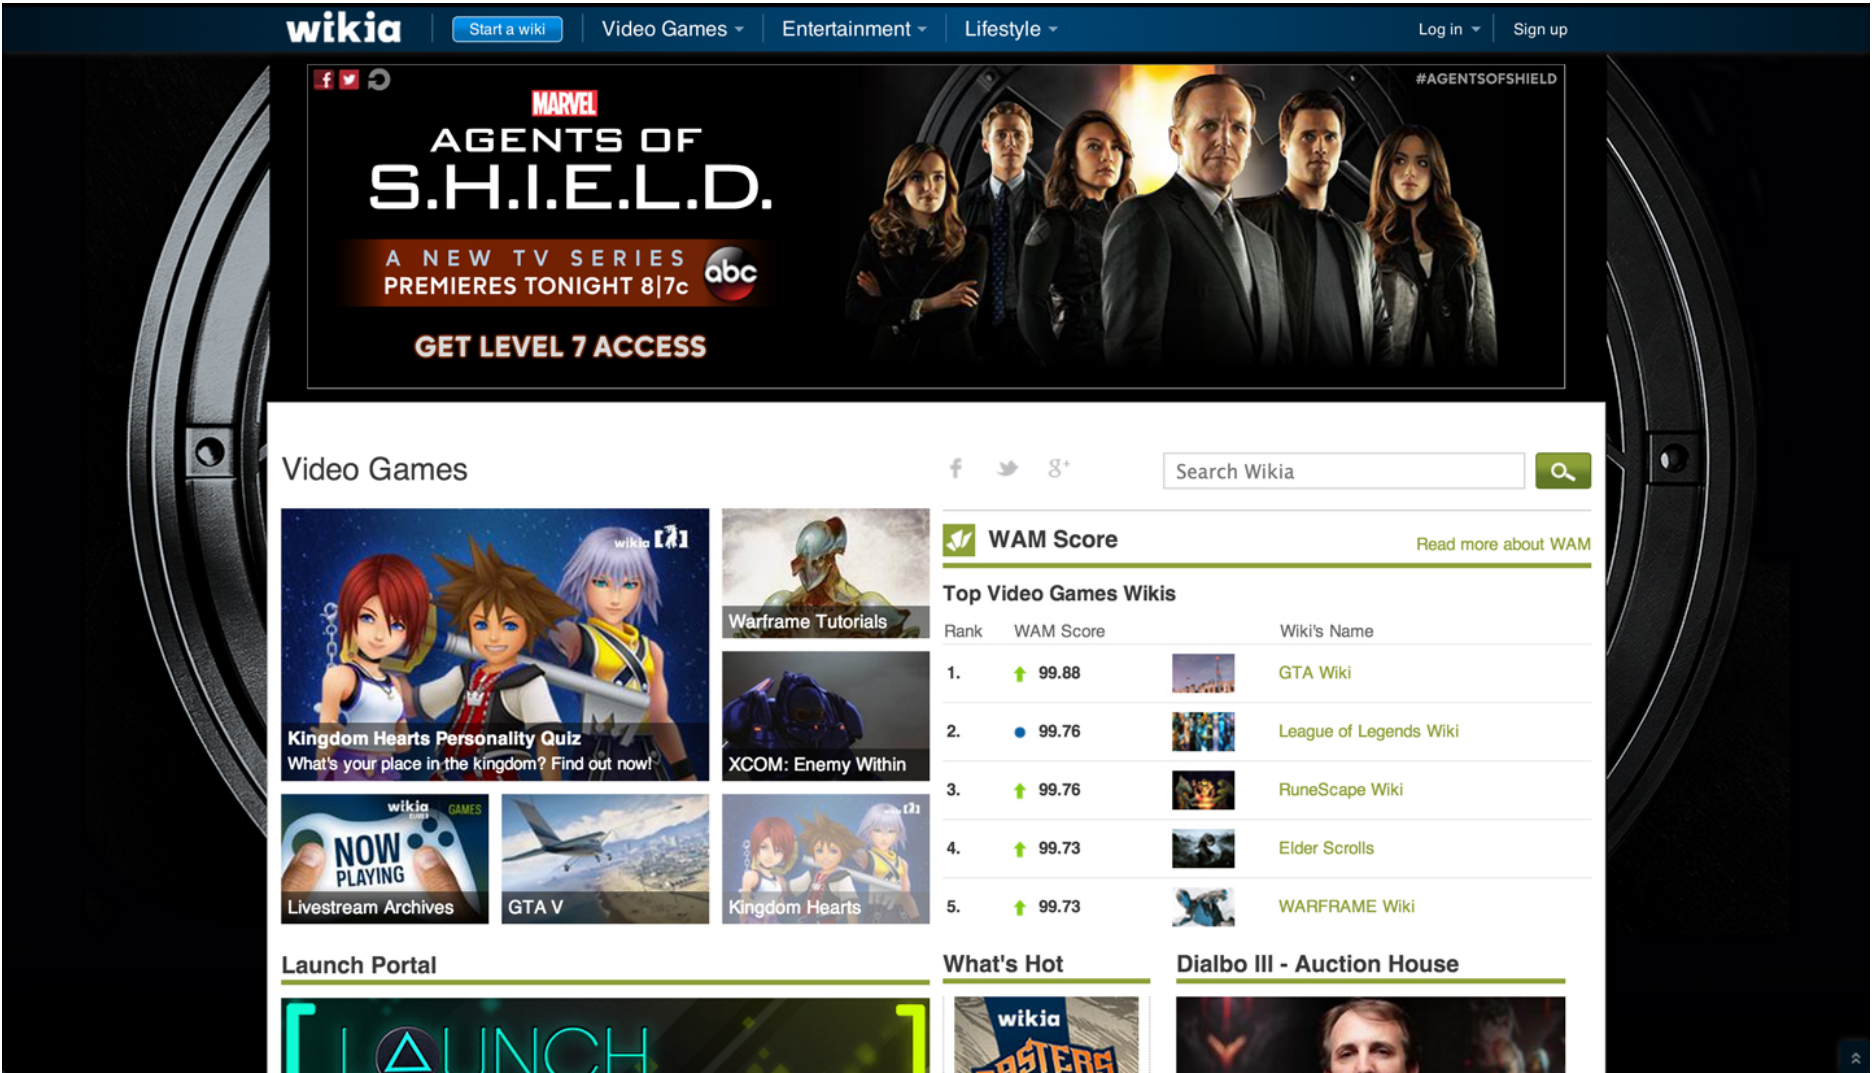 wikia
Start a wiki
Video Games
Entertainment
Lifestyle
Log in
Sign up
#AGENTSOFSHIELD
MARVEL
AGENTS OF
S.H.I.E.L.D.
A NEW TV SERIES
PREMIERES TONIGHT 8|7c
abc
GET LEVEL 7 ACCESS
Video Games
Search Wikia
wikia
Kingdom Hearts Personality Quiz
What's your place in the kingdom? Find out now!
Warframe Tutorials
XCOM: Enemy Within
wikia
GAMES
NOW
PLAYING
Livestream Archives
GTA V
Kingdom Hearts
WAM Score
Read more about WAM
Top Video Games Wikis
Rank WAM Score Wiki's Name
1. 99.88 GTA Wiki
2. 99.76 League of Legends Wiki
3. 99.76 RuneScape Wiki
4. 99.73 Elder Scrolls
5. 99.73 WARFRAME Wiki
Launch Portal
LAUNCH
What's Hot
wikia
Dialbo III - Auction House